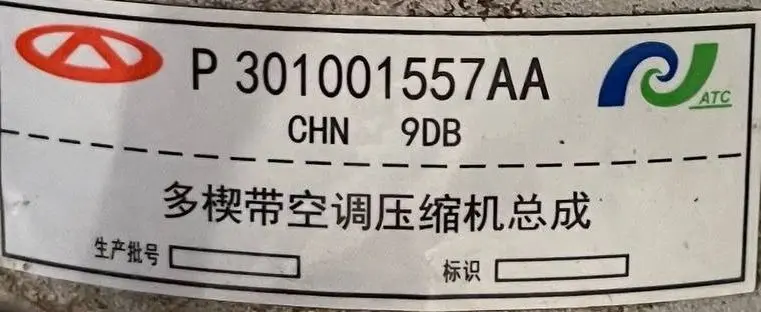 P 301001557AA
ATC
CHN 9DB
多楔带空调压缩机总成
生产批号
标识